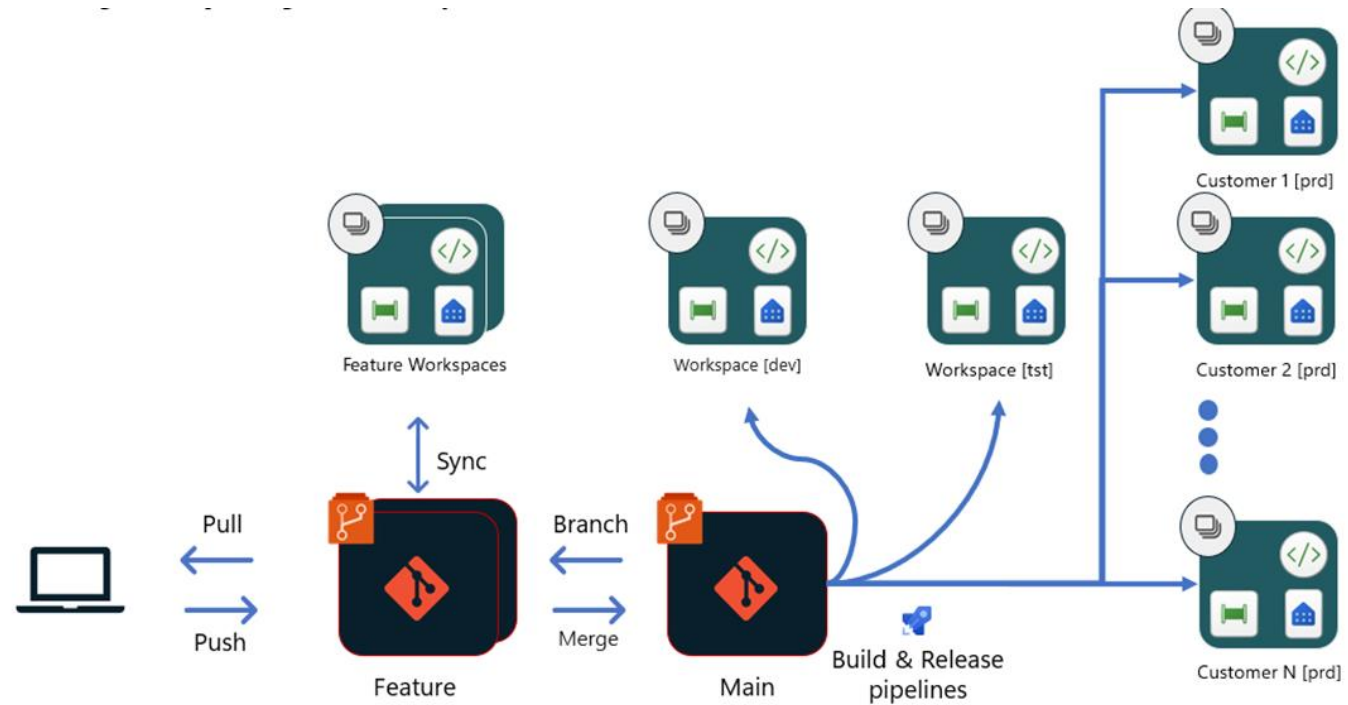 Customer 1 [prd]
Feature Workspaces
Workspace [dev]
Workspace [tst]
Customer 2 [prd]
Sync
Pull
Branch
Push
Merge
Build & Release
pipelines
Feature
Main
Customer N [prd]